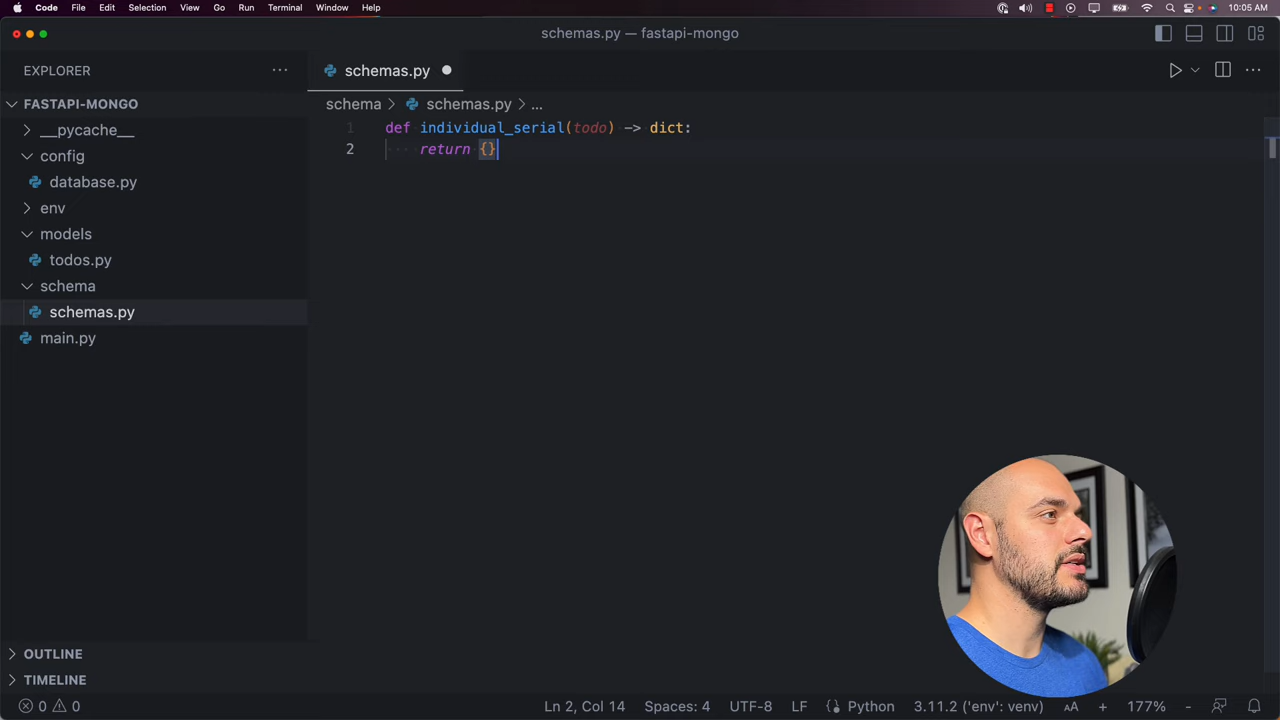 Code File Edit Selection View Go Run Terminal Window Help 10:05 AM
schemas.py — fastapi-mongo
EXPLORER
schemas.py
FASTAPI-MONGO
schema > schemas.py > ...
__pycache__
config
database.py
env
models
todos.py
schema
schemas.py
main.py
1 def individual_serial(todo) -> dict:
2 return {}
OUTLINE
TIMELINE
0 0 Ln 2, Col 14 Spaces: 4 UTF-8 LF {} Python 3.11.2 ('env': venv) AA + 177% -